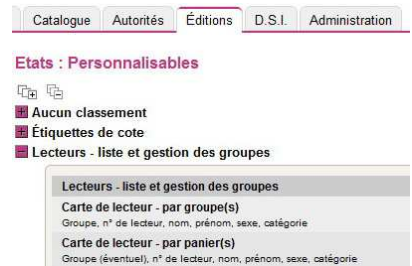 Catalogue Autorités Éditions D.S.I. Administration
Etats : Personnalisables
Aucun classement
Étiquettes de cote
Lecteurs - liste et gestion des groupes
Lecteurs - liste et gestion des groupes
Carte de lecteur - par groupe(s)
Groupe, n° de lecteur, nom, prénom, sexe, catégorie
Carte de lecteur - par panier(s)
Groupe (éventuel), n° de lecteur, nom, prénom, sexe, catégorie